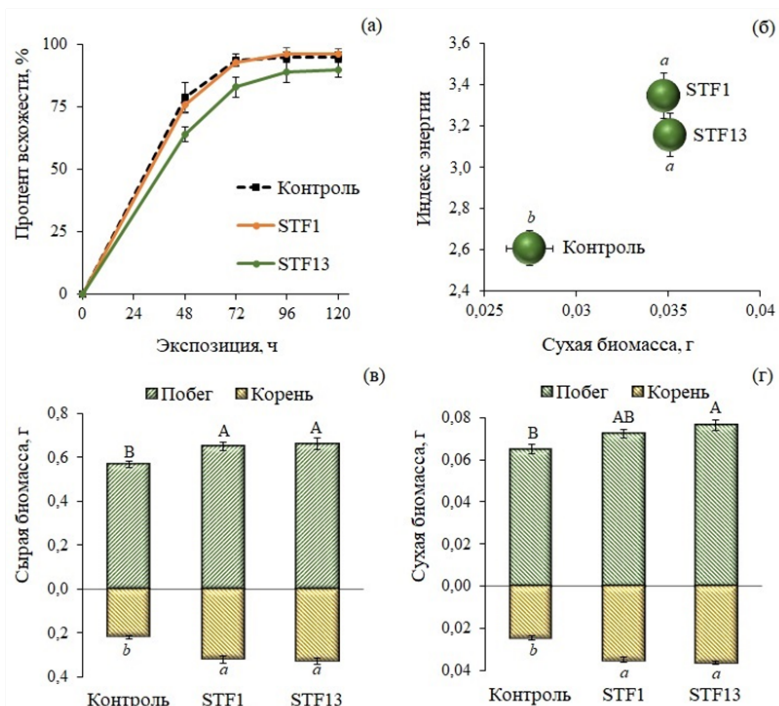 (а)
Процент всхожести, %
100
75
50
25
0
0 24 48 72 96 120
Экспозиция, ч
Контроль
STF1
STF13
(б)
Индекс энергии
3,6
3,4
3,2
3,0
2,8
2,6
2,4
0,025 0,03 0,035 0,04
Сухая биомасса, г
a
STF1
STF13
a
b
Контроль
(в)
Побег Корень
Сырая биомасса, г
0,8
0,6
0,4
0,2
0,0
0,2
0,4
B A A
b a a
Контроль STF1 STF13
(г)
Побег Корень
Сухая биомасса, г
0,08
0,06
0,04
0,02
0,00
0,02
0,04
B AB A
b a a
Контроль STF1 STF13